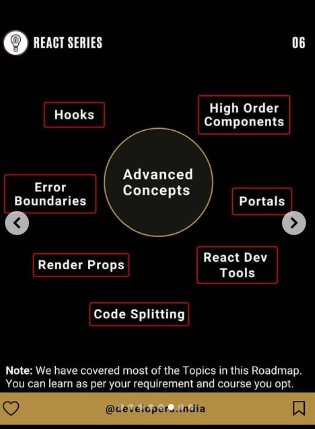 REACT SERIES
06
Hooks
High Order
Components
Advanced
Concepts
Error
Boundaries
Portals
Render Props
React Dev
Tools
Code Splitting
Note: We have covered most of the Topics in this Roadmap.
You can learn as per your requirement and course you opt.
@developers.india